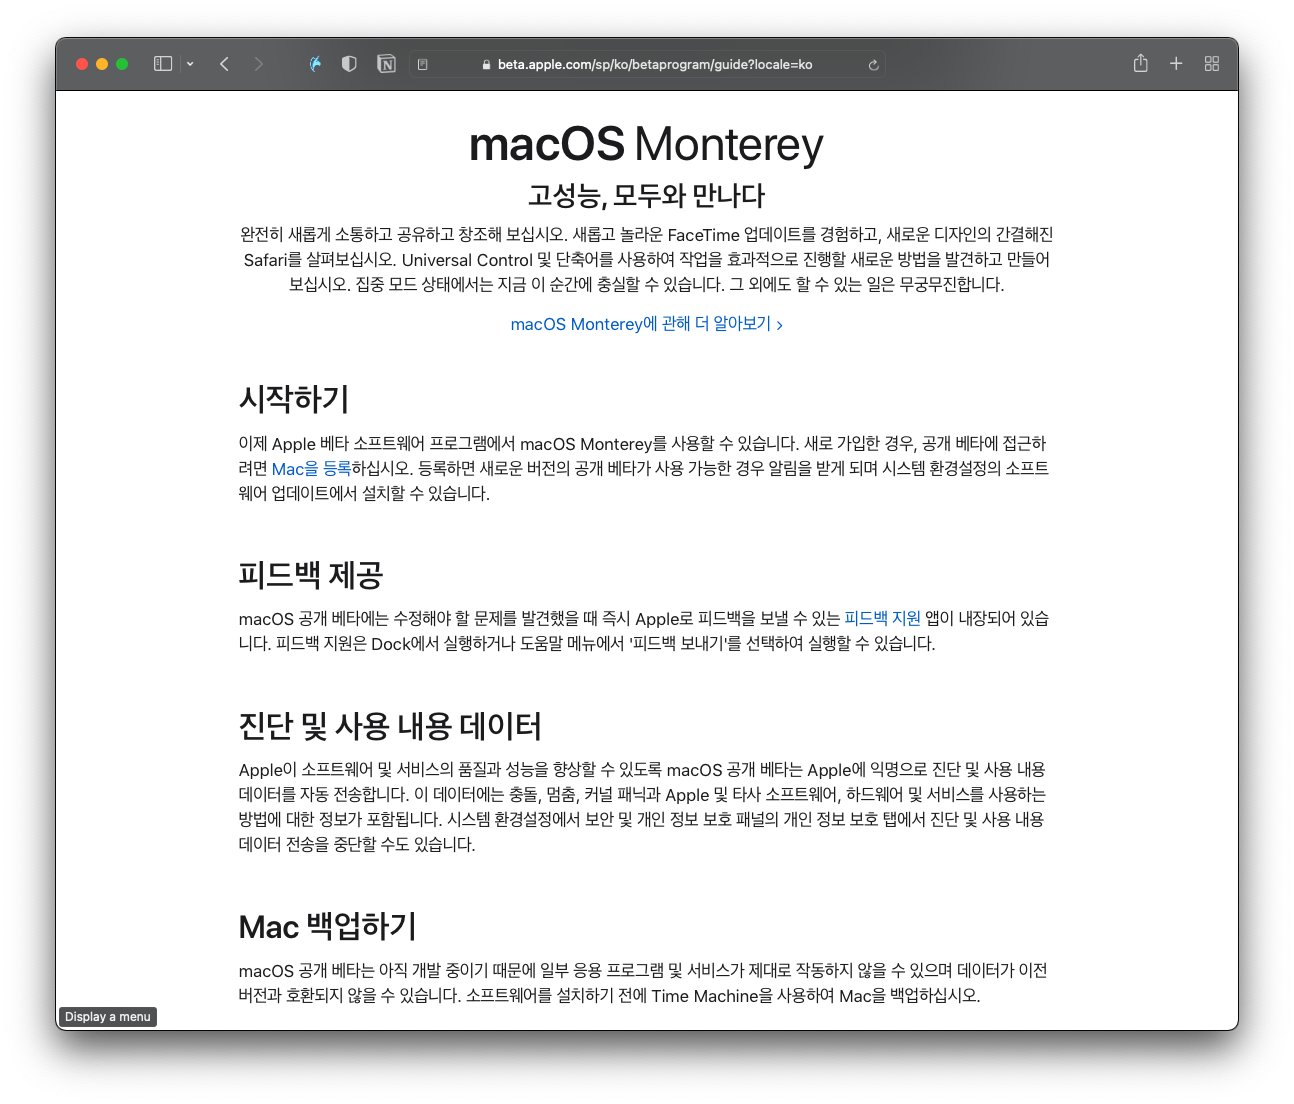 beta.apple.com/sp/ko/betaprogram/guide?locale=ko
macOS Monterey
고성능, 모두와 만나다
완전히 새롭게 소통하고 공유하고 창조해 보십시오. 새롭고 놀라운 FaceTime 업데이트를 경험하고, 새로운 디자인의 간결해진
Safari를 살펴보십시오. Universal Control 및 단축어를 사용하여 작업을 효과적으로 진행할 새로운 방법을 발견하고 만들어
보십시오. 집중 모드 상태에서는 지금 이 순간에 충실할 수 있습니다. 그 외에도 할 수 있는 일은 무궁무진합니다.
macOS Monterey에 관해 더 알아보기 >
시작하기
이제 Apple 베타 소프트웨어 프로그램에서 macOS Monterey를 사용할 수 있습니다. 새로 가입한 경우, 공개 베타에 접근하
려면 Mac을 등록하십시오. 등록하면 새로운 버전의 공개 베타가 사용 가능한 경우 알림을 받게 되며 시스템 환경설정의 소프트
웨어 업데이트에서 설치할 수 있습니다.
피드백 제공
macOS 공개 베타에는 수정해야 할 문제를 발견했을 때 즉시 Apple로 피드백을 보낼 수 있는 피드백 지원 앱이 내장되어 있습
니다. 피드백 지원은 Dock에서 실행하거나 도움말 메뉴에서 '피드백 보내기'를 선택하여 실행할 수 있습니다.
진단 및 사용 내용 데이터
Apple이 소프트웨어 및 서비스의 품질과 성능을 향상할 수 있도록 macOS 공개 베타는 Apple에 익명으로 진단 및 사용 내용
데이터를 자동 전송합니다. 이 데이터에는 충돌, 멈춤, 커널 패닉과 Apple 및 타사 소프트웨어, 하드웨어 및 서비스를 사용하는
방법에 대한 정보가 포함됩니다. 시스템 환경설정에서 보안 및 개인 정보 보호 패널의 개인 정보 보호 탭에서 진단 및 사용 내용
데이터 전송을 중단할 수도 있습니다.
Mac 백업하기
macOS 공개 베타는 아직 개발 중이기 때문에 일부 응용 프로그램 및 서비스가 제대로 작동하지 않을 수 있으며 데이터가 이전
버전과 호환되지 않을 수 있습니다. 소프트웨어를 설치하기 전에 Time Machine을 사용하여 Mac을 백업하십시오.
Display a menu